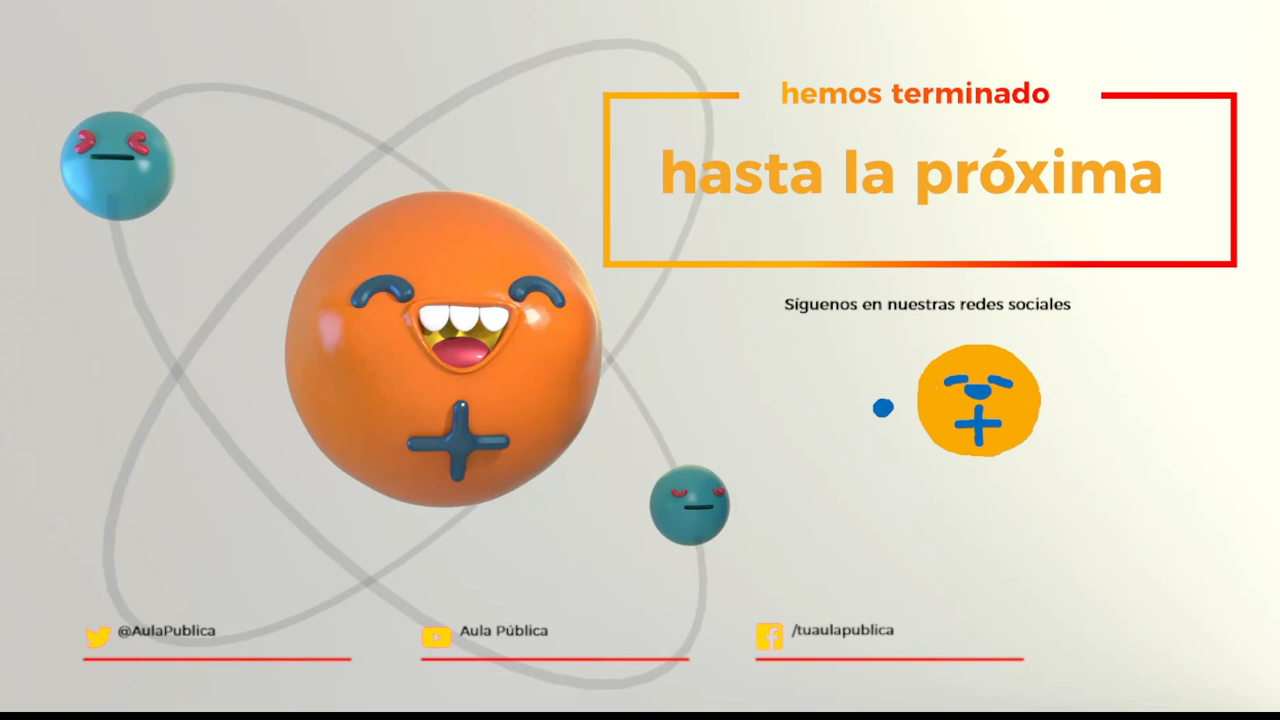 hemos terminado
hasta la próxima
Síguenos en nuestras redes sociales
@AulaPublica
Aula Pública
/tuaulapublica